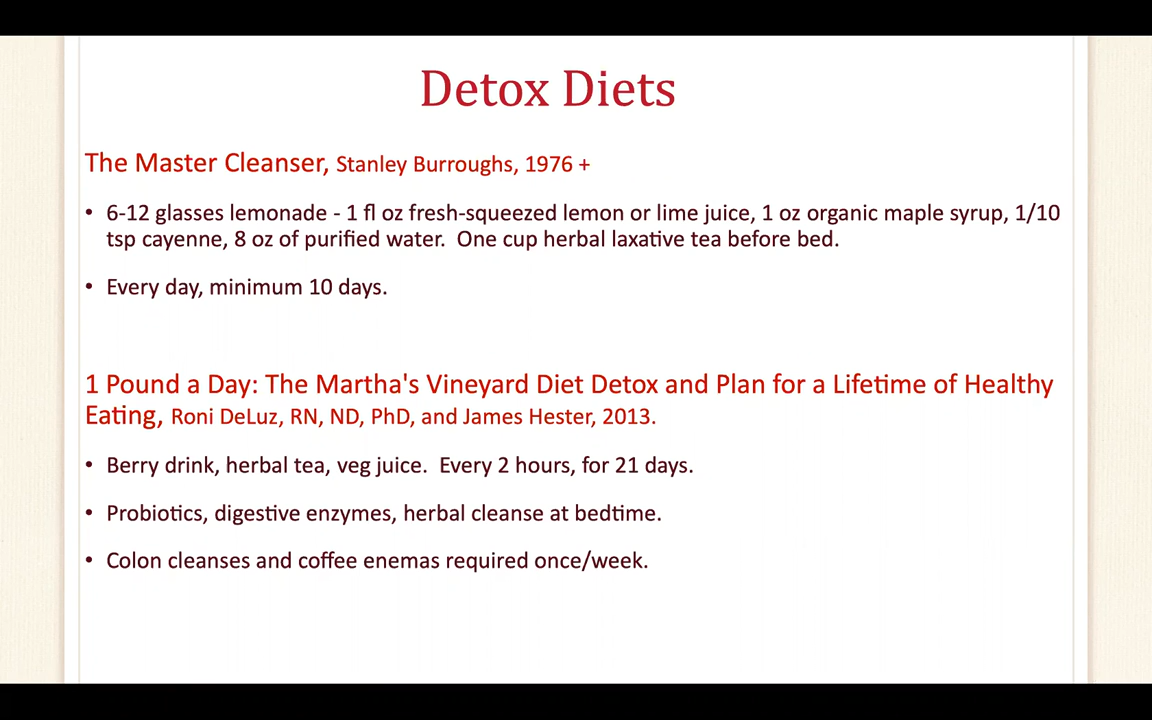 Detox Diets
The Master Cleanser, Stanley Burroughs, 1976 +
• 6-12 glasses lemonade - 1 fl oz fresh-squeezed lemon or lime juice, 1 oz organic maple syrup, 1/10
tsp cayenne, 8 oz of purified water.  One cup herbal laxative tea before bed.
• Every day, minimum 10 days.
1 Pound a Day: The Martha's Vineyard Diet Detox and Plan for a Lifetime of Healthy
Eating, Roni DeLuz, RN, ND, PhD, and James Hester, 2013.
• Berry drink, herbal tea, veg juice.  Every 2 hours, for 21 days.
• Probiotics, digestive enzymes, herbal cleanse at bedtime.
• Colon cleanses and coffee enemas required once/week.